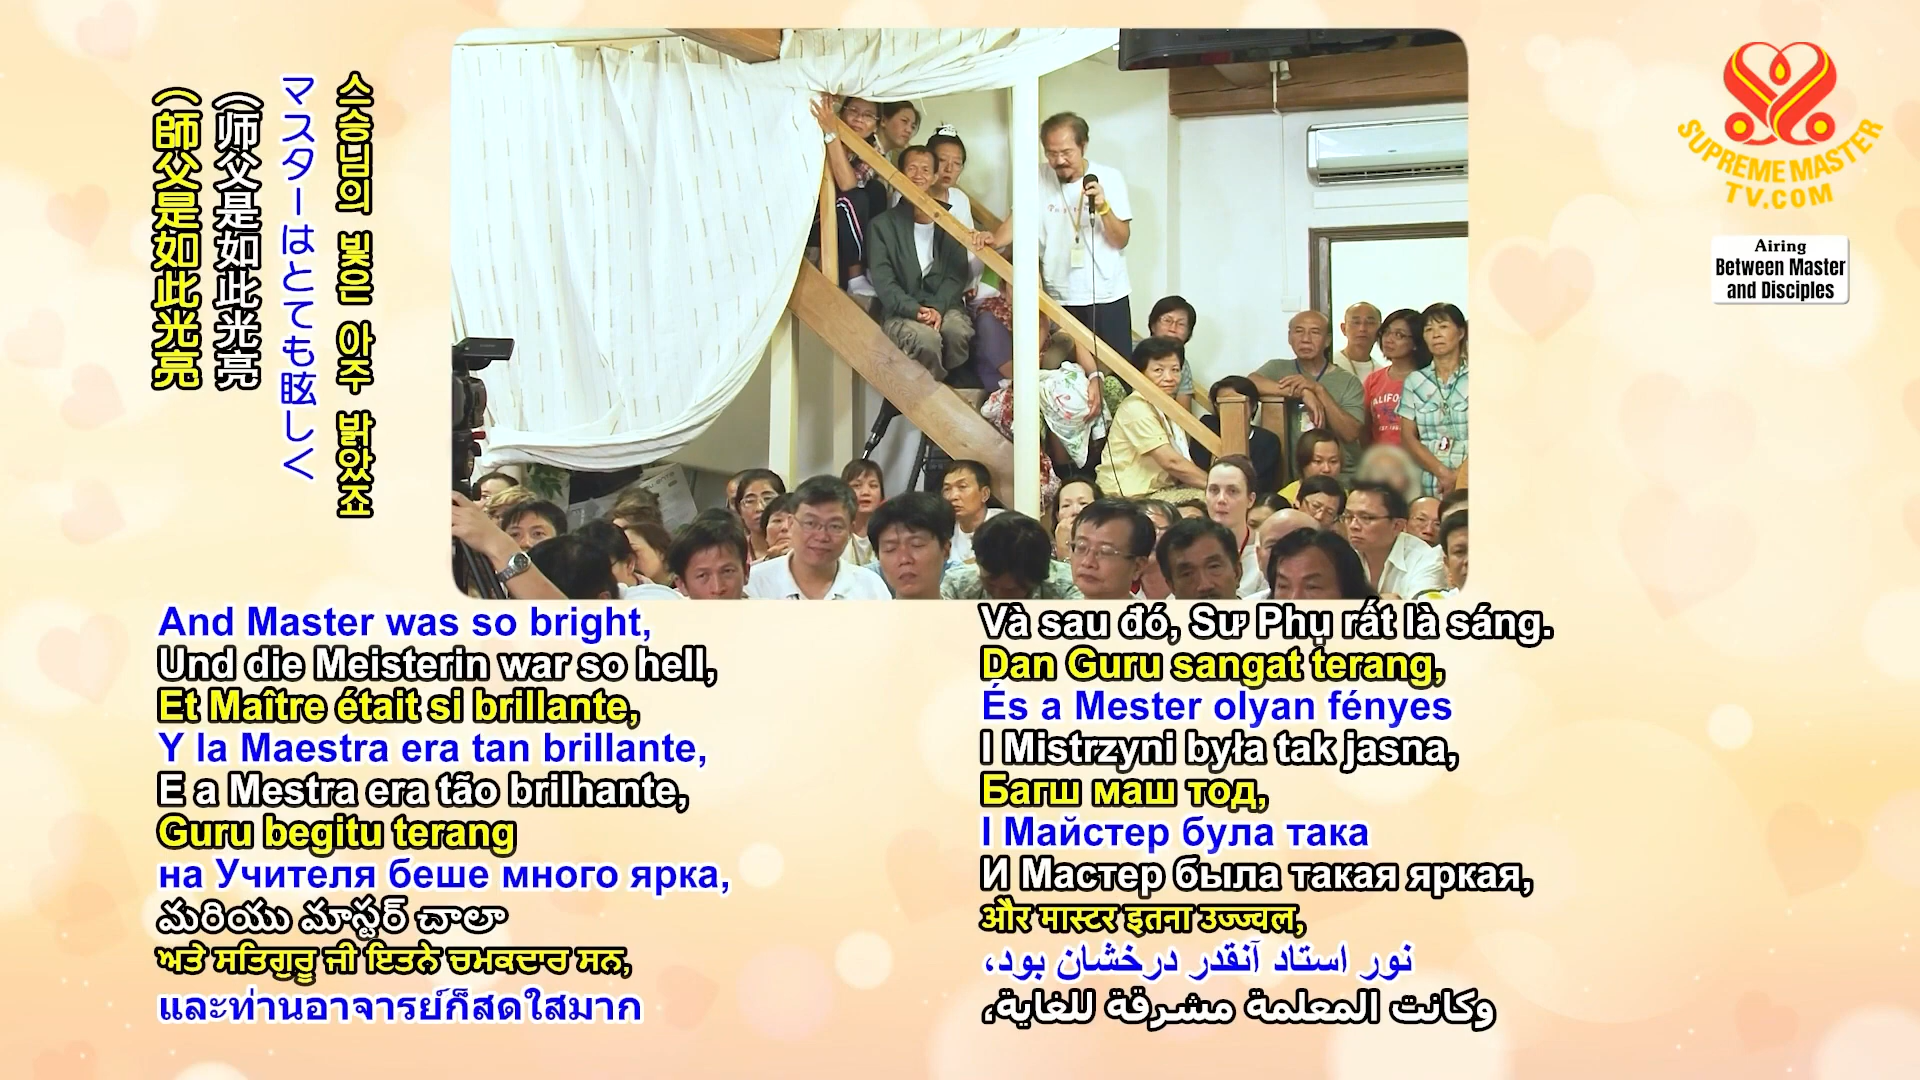 (師父是如此光亮
(师父是如此光亮
マスターはとても眩しく
스승님의 빛은 아주 밝았죠
SUPREME MASTER
TV.COM
Airing
Between Master
and Disciples
And Master was so bright,
Und die Meisterin war so hell,
Et Maître était si brillante,
Y la Maestra era tan brillante,
E a Mestra era tão brilhante,
Guru begitu terang
на Учителя беше много ярка,
మరియు మాస్టర్ చాలా
ਅਤੇ ਸਤਿਗੁਰੂ ਜੀ ਇਤਨੇ ਚਮਕਦਾਰ ਸਨ,
และท่านอาจารย์ก็สดใสมาก
Và sau đó, Sư Phụ rất là sáng.
Dan Guru sangat terang,
És a Mester olyan fényes
I Mistrzyni była tak jasna,
Багш маш тод,
І Майстер була така
И Мастер была такая яркая,
और मास्टर इतना उज्ज्वल,
نور استاد آنقدر درخشان بود،
وكانت المعلمة مشرقة للغاية،